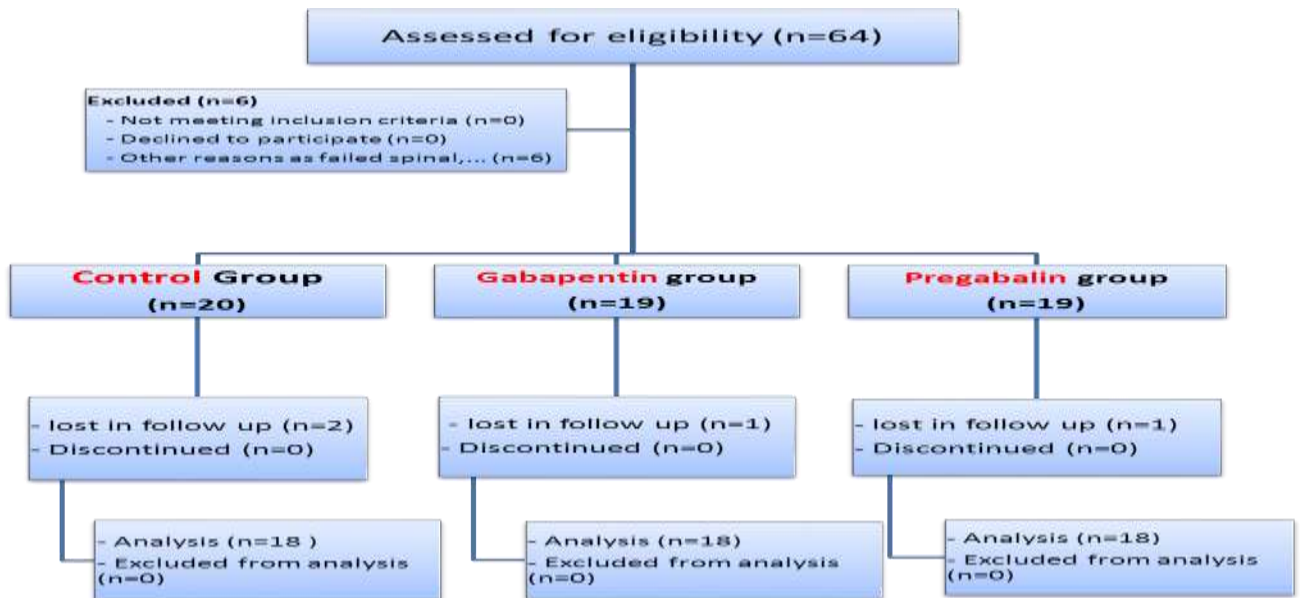 Assessed for eligibility (n=64)
Excluded (n=6)
- Not meeting inclusion criteria (n=0)
- Declined to participate (n=0)
- Other reasons as failed spinal,... (n=6)
Control Group
(n=20)
Gabapentin group
(n=19)
Pregabalin group
(n=19)
- lost in follow up (n=2)
- Discontinued (n=0)
- lost in follow up (n=1)
- Discontinued (n=0)
- lost in follow up (n=1)
- Discontinued (n=0)
- Analysis (n=18 )
- Excluded from analysis
(n=0)
- Analysis (n=18)
- Excluded from analysis
(n=0)
- Analysis (n=18)
- Excluded from analysis
(n=0)